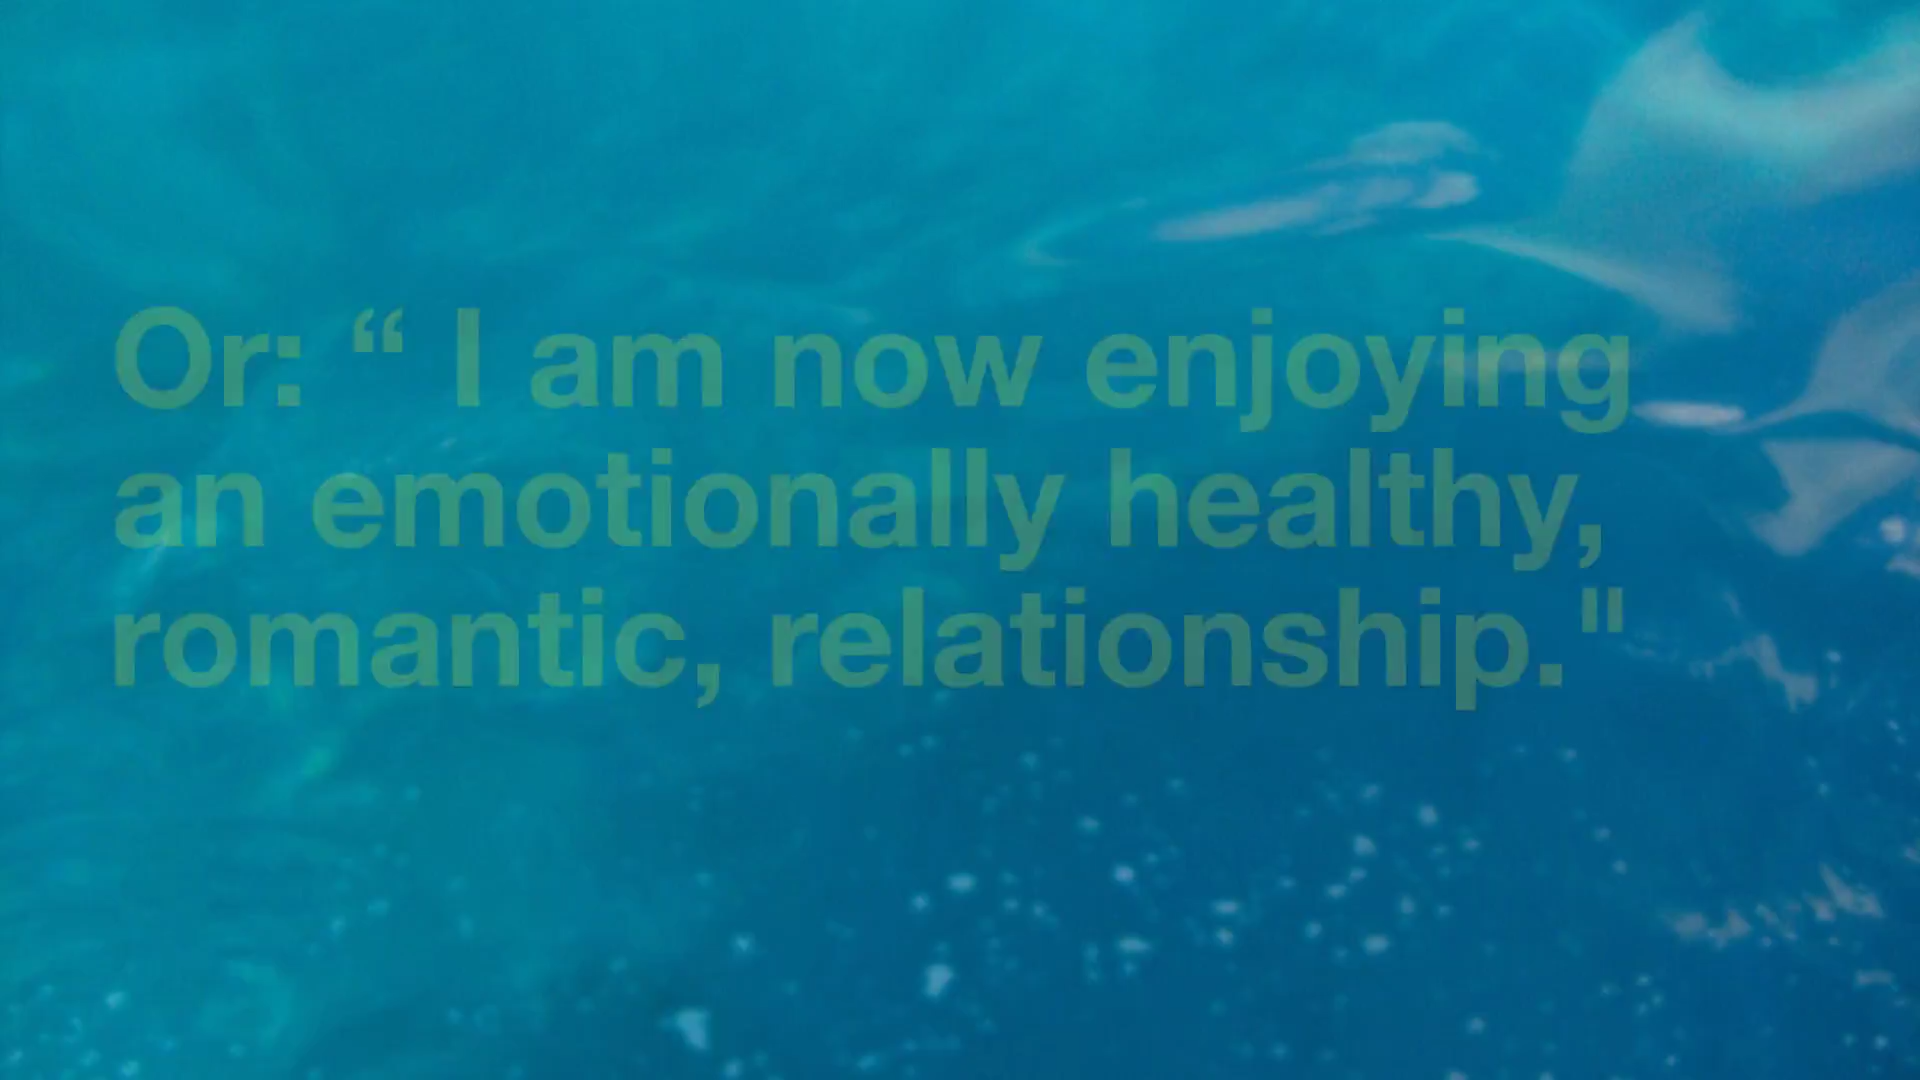 Or: “ I am now enjoying
an emotionally healthy,
romantic, relationship."